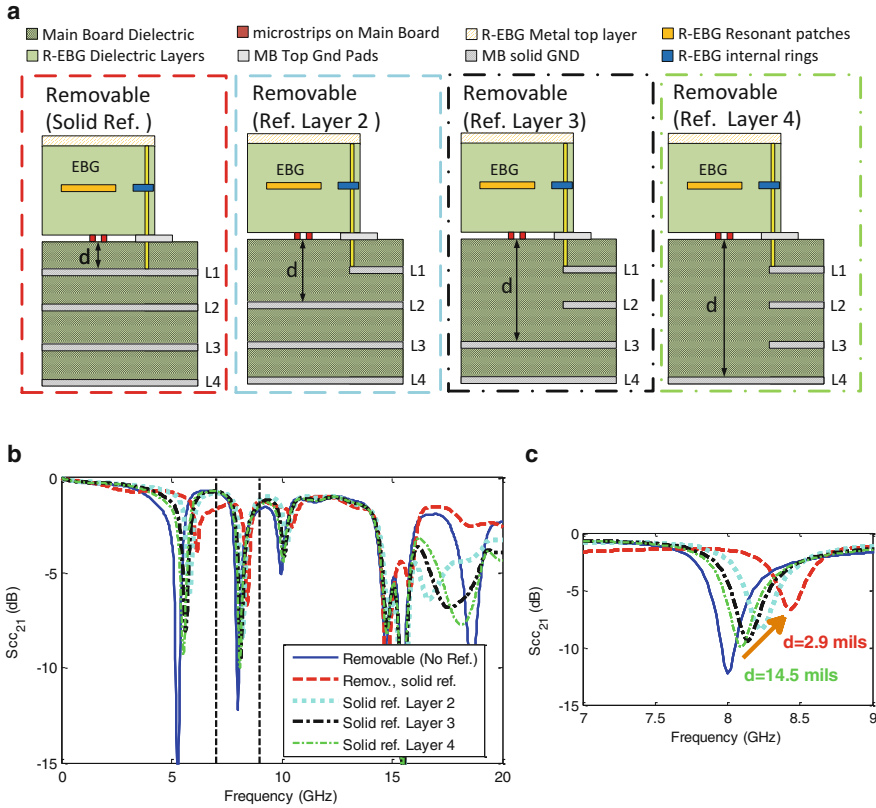 a
Main Board Dielectric
microstrips on Main Board
R-EBG Metal top layer
R-EBG Resonant patches
R-EBG Dielectric Layers
MB Top Gnd Pads
MB solid GND
R-EBG internal rings
Removable
(Solid Ref. )
EBG
d
L1
L2
L3
L4
Removable
(Ref. Layer 2 )
EBG
d
L1
L2
L3
L4
Removable
(Ref. Layer 3)
EBG
d
L1
L2
L3
L4
Removable
(Ref. Layer 4)
EBG
d
L1
L2
L3
L4
b
0
-5
-10
-15
Scc21 (dB)
0
5
10
15
20
Frequency (GHz)
Removable (No Ref.)
Remov., solid ref.
Solid ref. Layer 2
Solid ref. Layer 3
Solid ref. Layer 4
c
0
-5
-10
-15
Scc21 (dB)
d=2.9 mils
d=14.5 mils
7
7.5
8
8.5
9
Frequency (GHz)